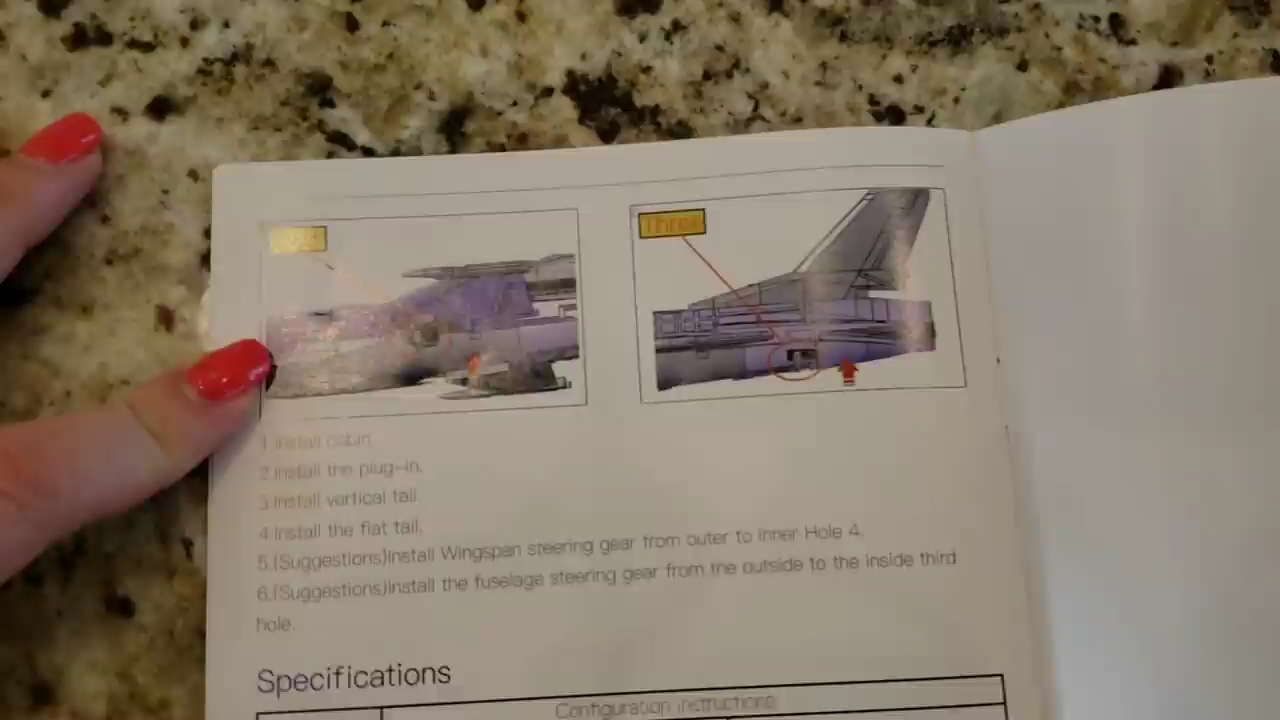 Three
1 Install cabin.
2.Install the plug-in.
3.Install vertical tail.
4.Install the flat tail.
5.(Suggestions)Install Wingspan steering gear from outer to Inner Hole 4.
6.(Suggestions)Install the fuselage steering gear from the outside to the inside third
hole.
Specifications
Configuration instructions